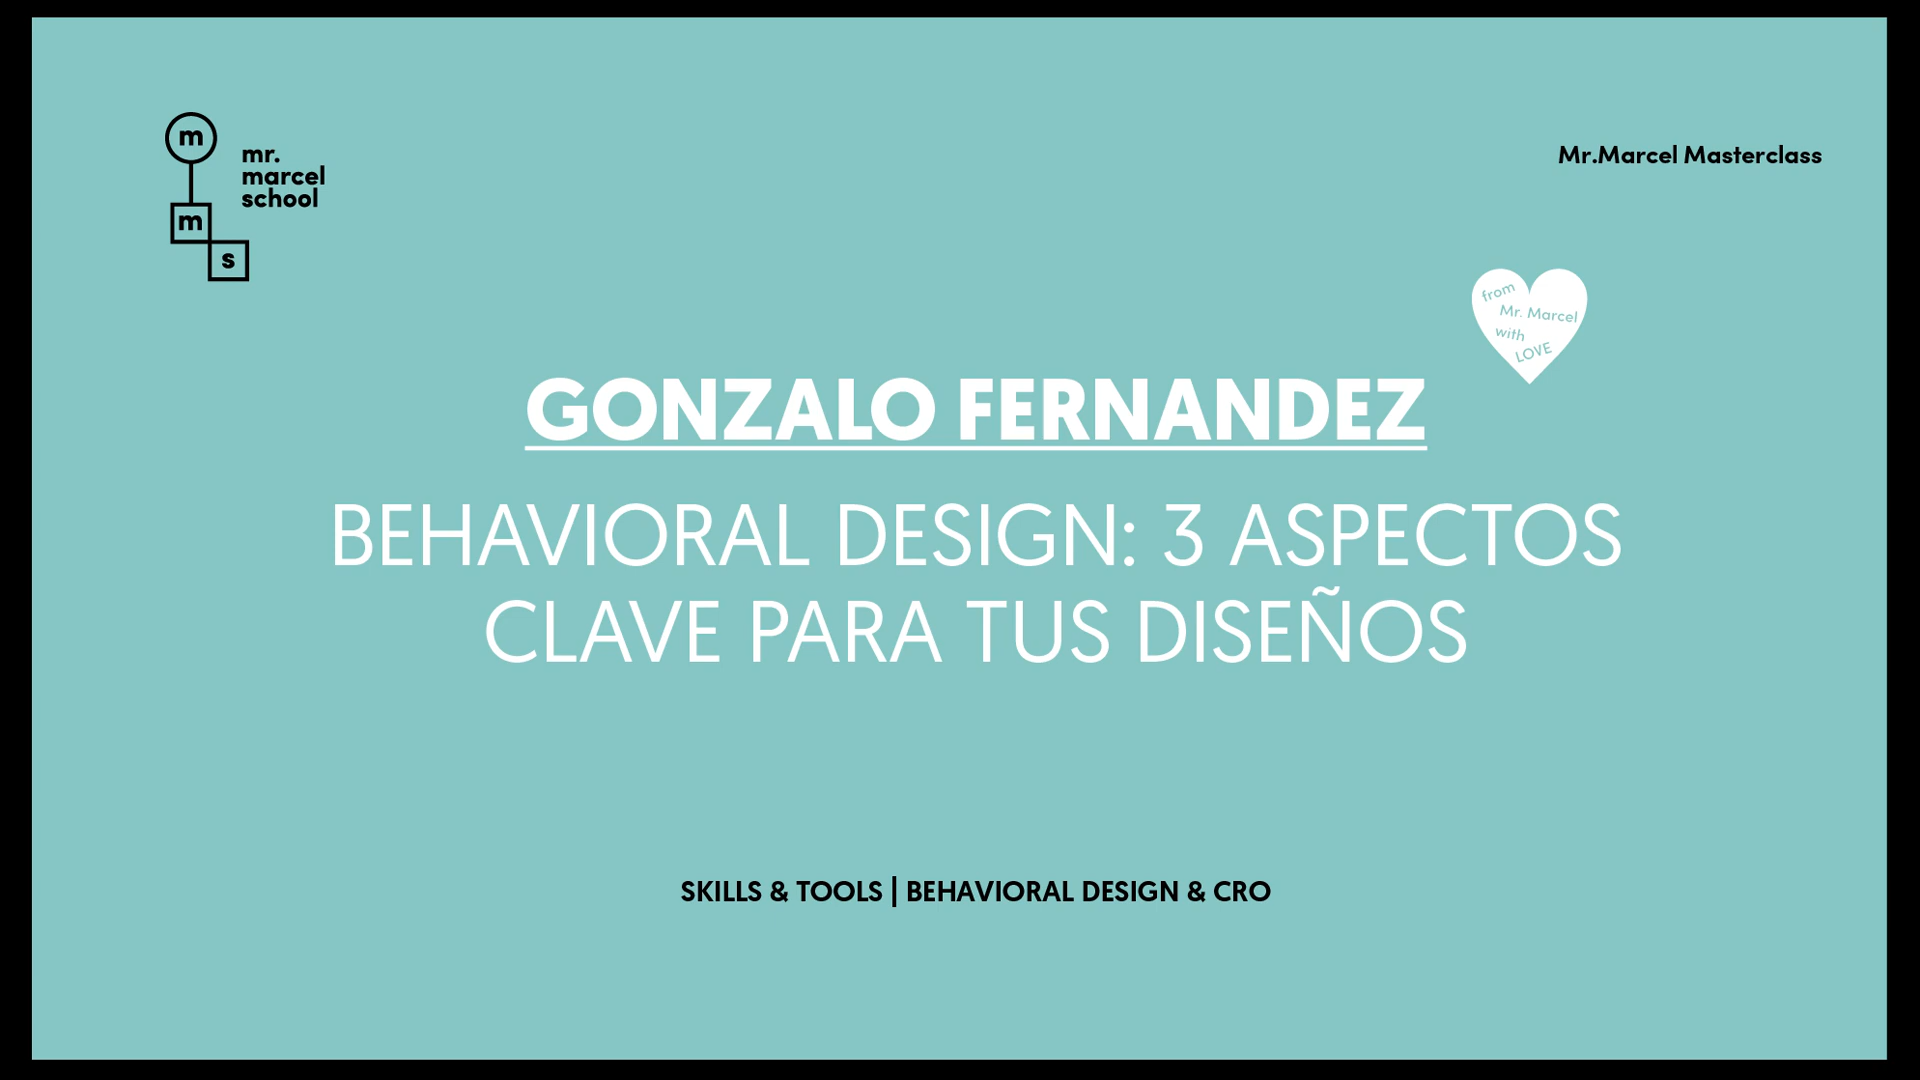 m
m
s
mr.
marcel
school
Mr.Marcel Masterclass
from
Mr. Marcel
with
LOVE
GONZALO FERNANDEZ
BEHAVIORAL DESIGN: 3 ASPECTOS
CLAVE PARA TUS DISEÑOS
SKILLS & TOOLS | BEHAVIORAL DESIGN & CRO